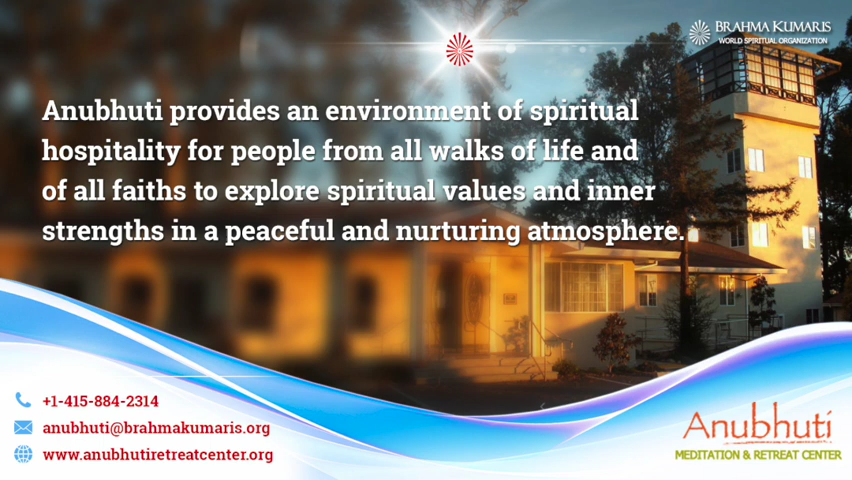 BRAHMA KUMARIS
WORLD SPIRITUAL ORGANIZATION
Anubhuti provides an environment of spiritual
hospitality for people from all walks of life and
of all faiths to explore spiritual values and inner
strengths in a peaceful and nurturing atmosphere.
+1-415-884-2314
anubhuti@brahmakumaris.org
www.anubhutiretreatcenter.org
Anubhuti
MEDITATION & RETREAT CENTER